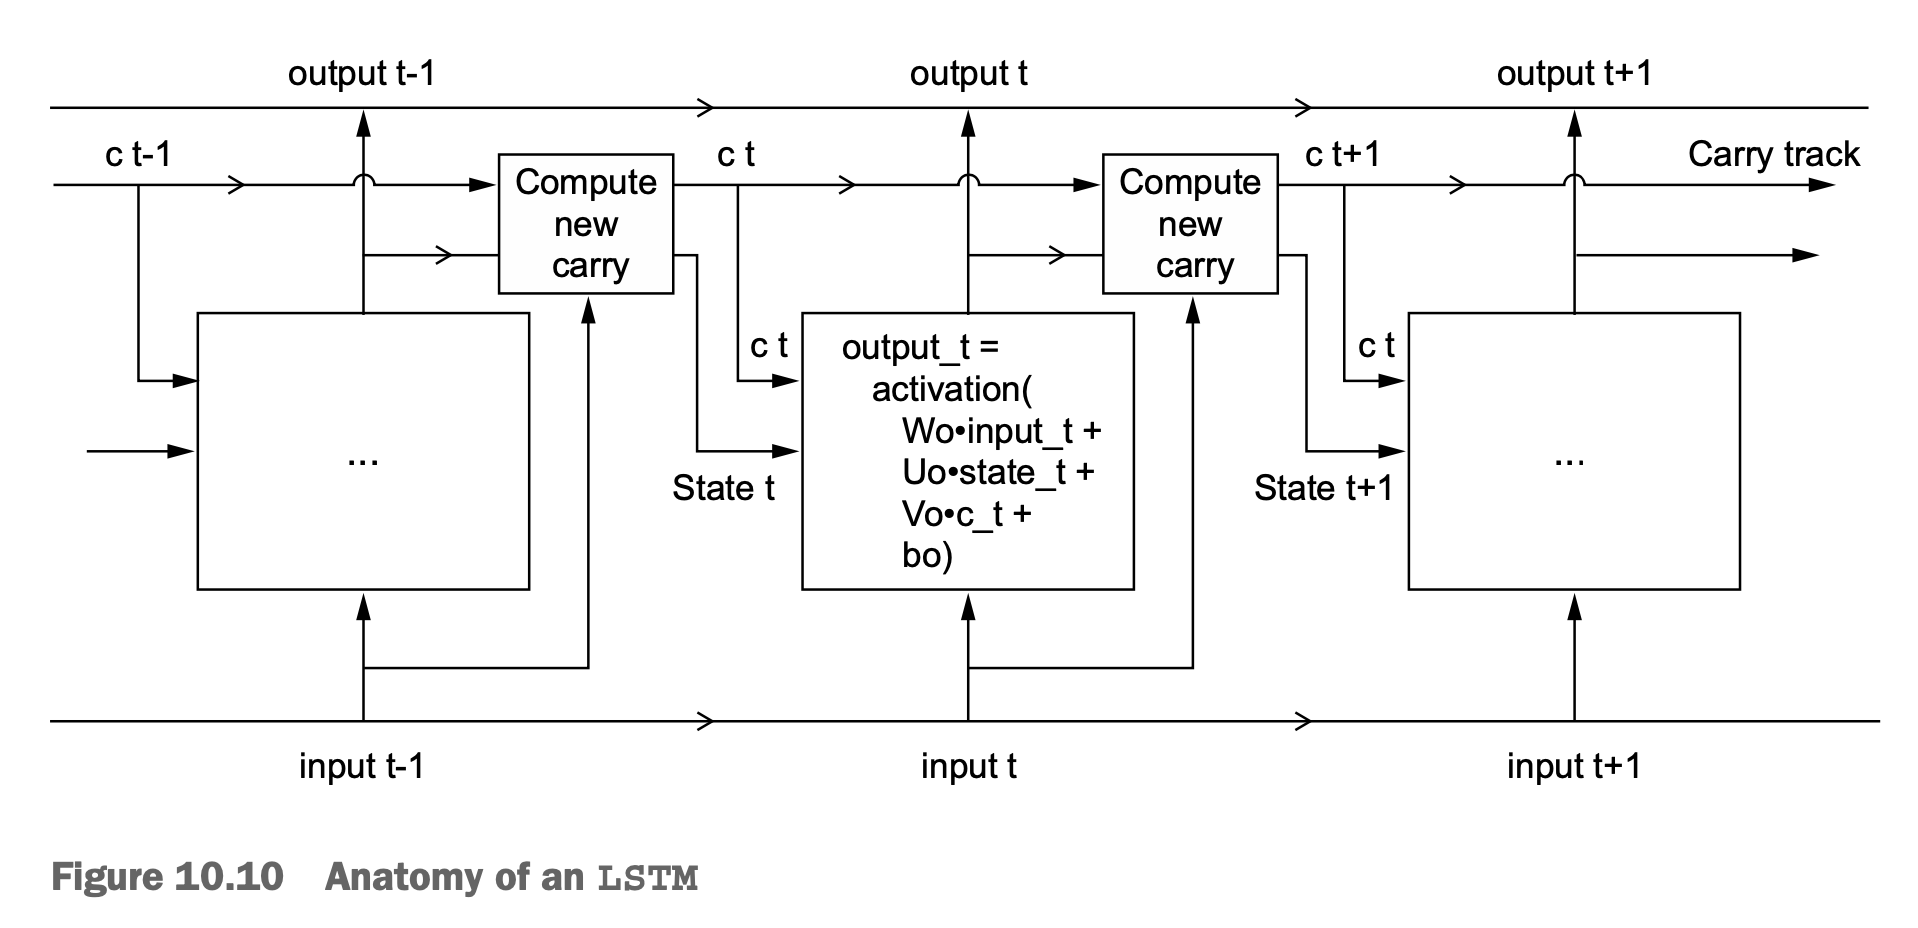 output t-1
output t
output t+1
c t-1
c t
c t+1
Carry track
Compute
new
carry
Compute
new
carry
...
c t
State t
output_t =
activation(
Wo•input_t +
Uo•state_t +
Vo•c_t +
bo)
c t
State t+1
...
input t-1
input t
input t+1
Figure 10.10 Anatomy of an LSTM